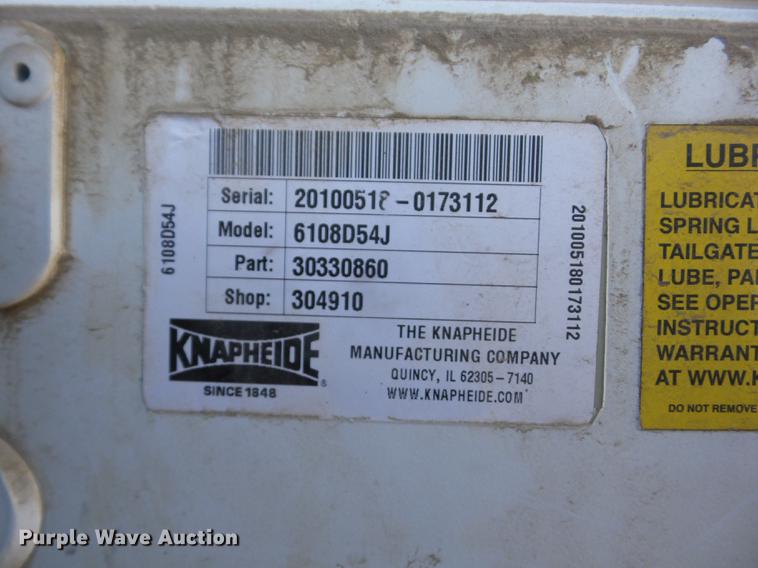 Serial: 20100518-0173112
Model: 6108D54J
Part: 30330860
Shop: 304910
6108D54J
201005180173112
KNAPHEIDE
®
SINCE 1848
THE KNAPHEIDE
MANUFACTURING COMPANY
QUINCY, IL 62305-7140
WWW.KNAPHEIDE.COM
LUBR
LUBRICAT
SPRING L
TAILGATE
LUBE, PA
SEE OPER
INSTRUCT
WARRANT
AT WWW.K
DO NOT REMOVE
Purple Wave Auction